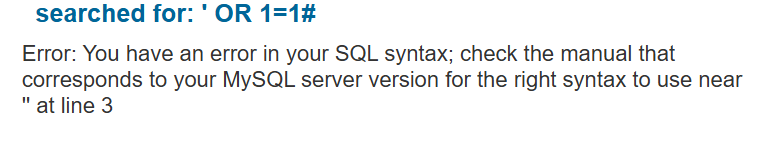 searched for: ' OR 1=1#
Error: You have an error in your SQL syntax; check the manual that
corresponds to your MySQL server version for the right syntax to use near
'' at line 3